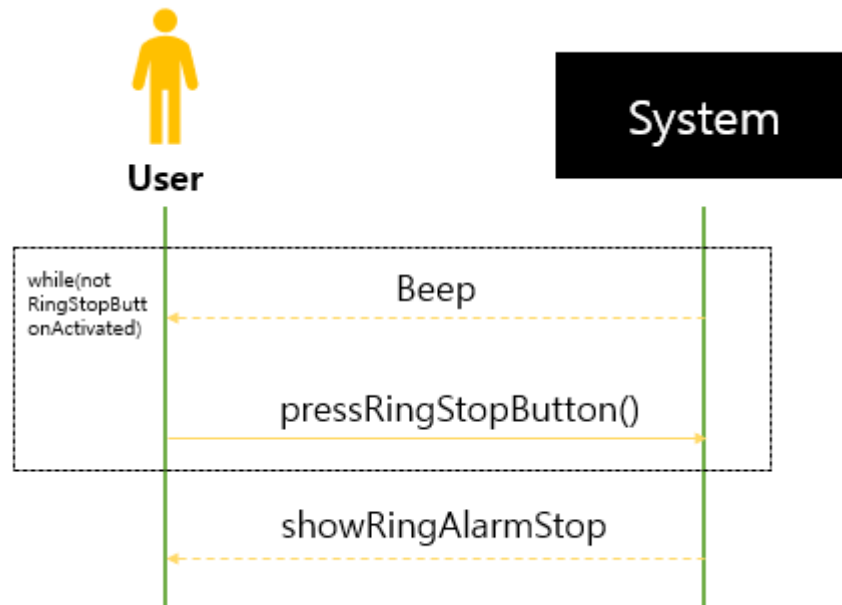 System
User
while(not
RingStopButt
onActivated)
Beep
pressRingStopButton()
showRingAlarmStop